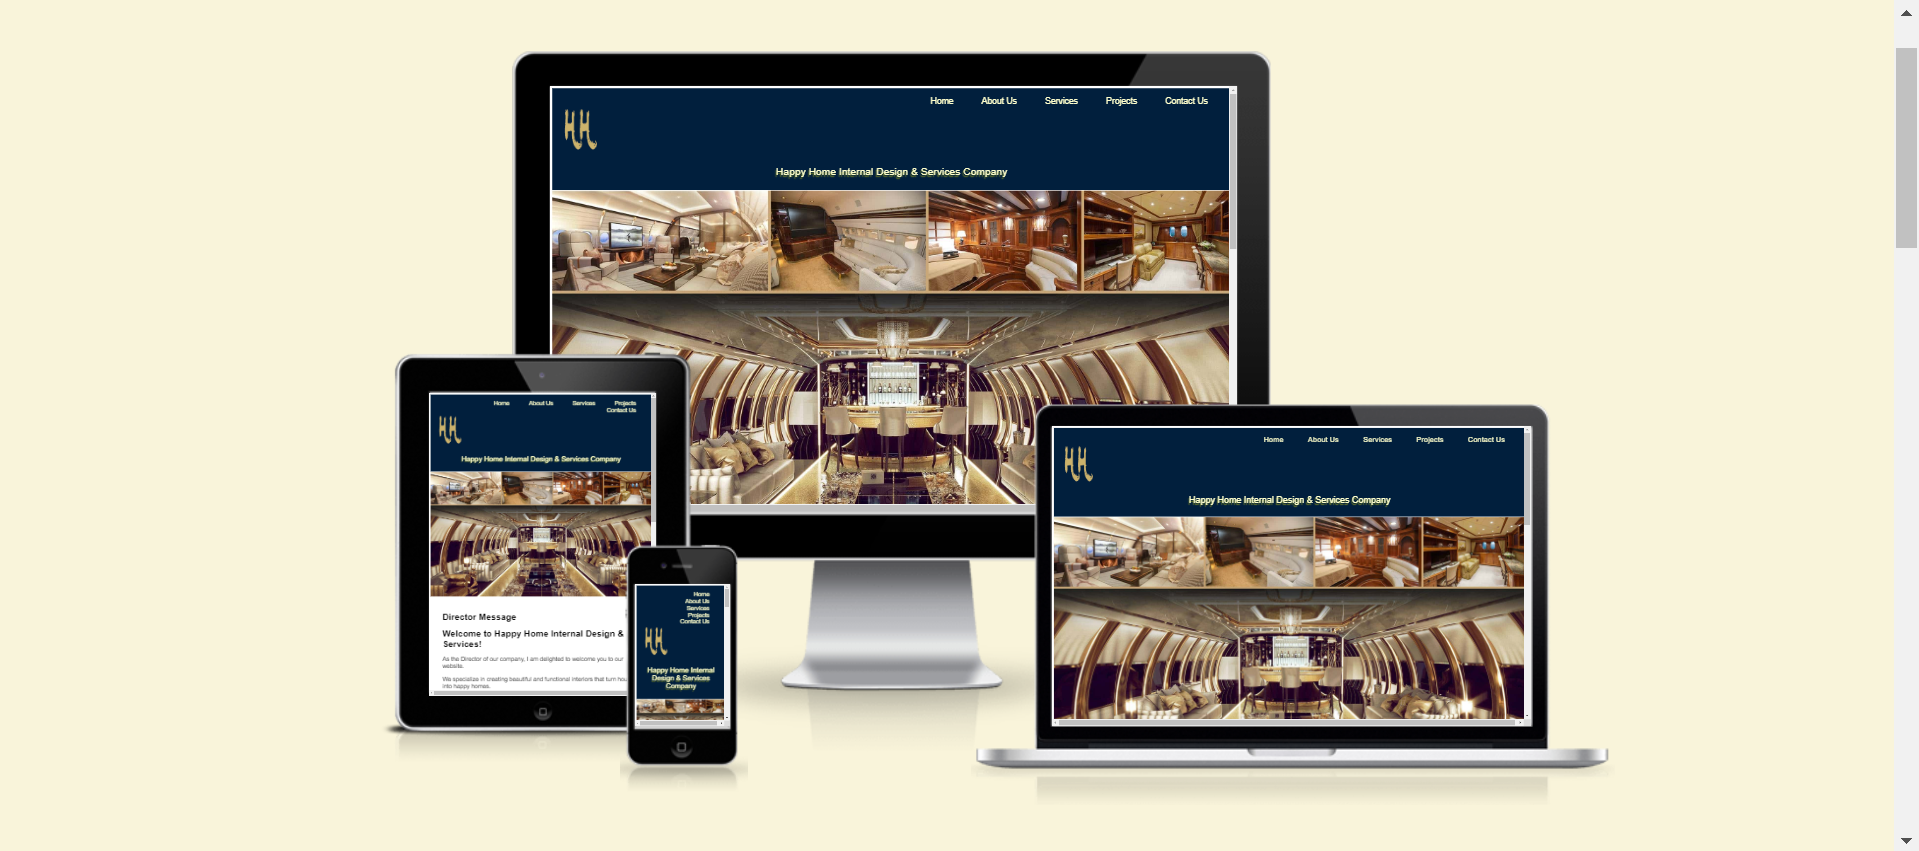 Home About Us Services Projects Contact Us
HH
Happy Home Internal Design & Services Company
Home About Us Services Projects
Contact Us
HH
Happy Home Internal Design & Services Company
Director Message
Welcome to Happy Home Internal Design &
Services!
As the Director of our company, I am delighted to welcome you to our
website.
We specialize in creating beautiful and functional interiors that turn
into happy homes.
Home
About Us
Services
Projects
Contact Us
HH
Happy Home Internal
Design & Services
Company
Home About Us Services Projects Contact Us
HH
Happy Home Internal Design & Services Company